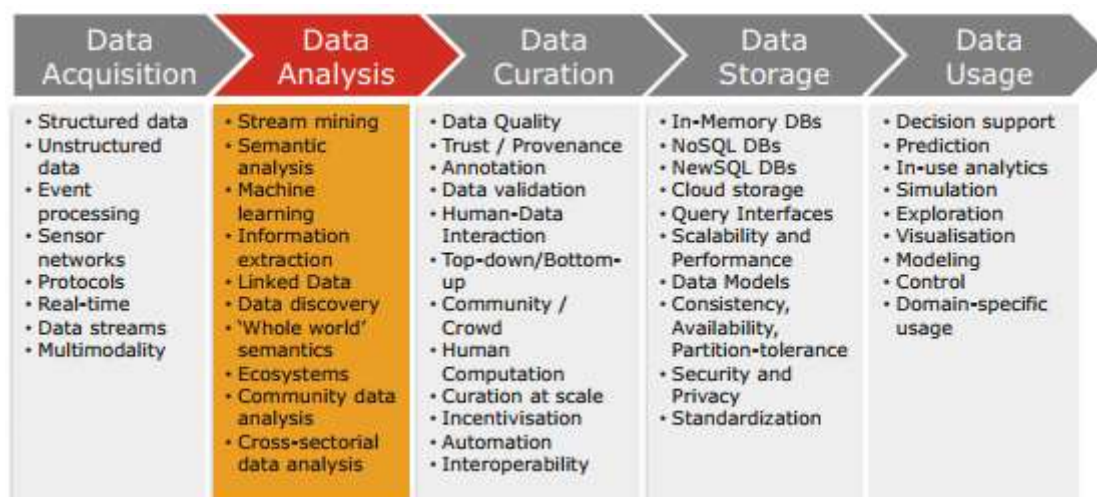 Data
Acquisition
Data
Analysis
Data
Curation
Data
Storage
Data
Usage
• Structured data
• Unstructured
data
• Event
processing
• Sensor
networks
• Protocols
• Real-time
• Data streams
• Multimodality
• Stream mining
• Semantic
analysis
• Machine
learning
• Information
extraction
• Linked Data
• Data discovery
• ‘Whole world’
semantics
• Ecosystems
• Community data
analysis
• Cross-sectorial
data analysis
• Data Quality
• Trust / Provenance
• Annotation
• Data validation
• Human-Data
Interaction
• Top-down/Bottom-
up
• Community /
Crowd
• Human
Computation
• Curation at scale
• Incentivisation
• Automation
• Interoperability
• In-Memory DBs
• NoSQL DBs
• NewSQL DBs
• Cloud storage
• Query Interfaces
• Scalability and
Performance
• Data Models
• Consistency,
Availability,
Partition-tolerance
• Security and
Privacy
• Standardization
• Decision support
• Prediction
• In-use analytics
• Simulation
• Exploration
• Visualisation
• Modeling
• Control
• Domain-specific
usage